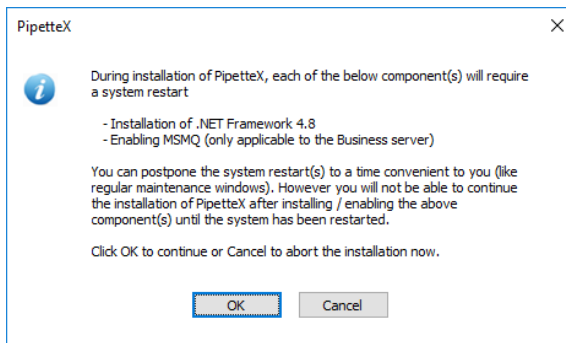 PipetteX
During installation of PipetteX, each of the below component(s) will require
a system restart
- Installation of .NET Framework 4.8
- Enabling MSMQ (only applicable to the Business server)
You can postpone the system restart(s) to a time convenient to you (like
regular maintenance windows). However you will not be able to continue
the installation of PipetteX after installing / enabling the above
component(s) until the system has been restarted.
Click OK to continue or Cancel to abort the installation now.
OK
Cancel